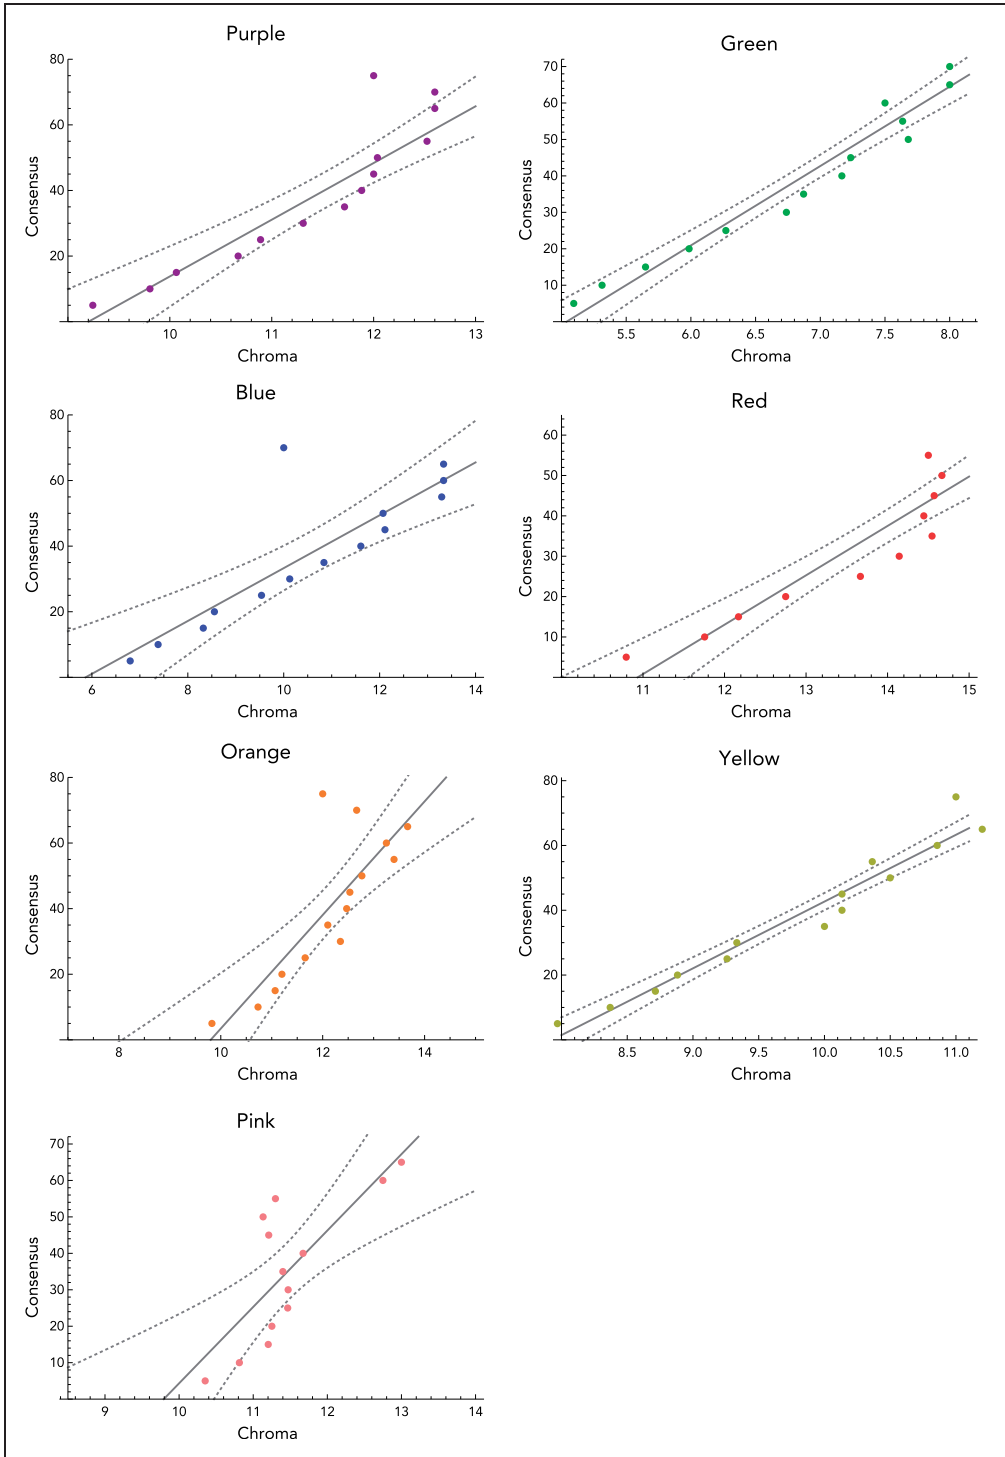 Purple
80
60
40
20
Consensus
10 11 12 13
Chroma
Green
70
60
50
40
30
20
10
Consensus
5.5 6.0 6.5 7.0 7.5 8.0
Chroma
Blue
80
60
40
20
Consensus
6 8 10 12 14
Chroma
Red
60
50
40
30
20
10
Consensus
11 12 13 14 15
Chroma
Orange
80
60
40
20
Consensus
8 10 12 14
Chroma
Yellow
80
60
40
20
Consensus
8.5 9.0 9.5 10.0 10.5 11.0
Chroma
Pink
70
60
50
40
30
20
10
Consensus
9 10 11 12 13 14
Chroma